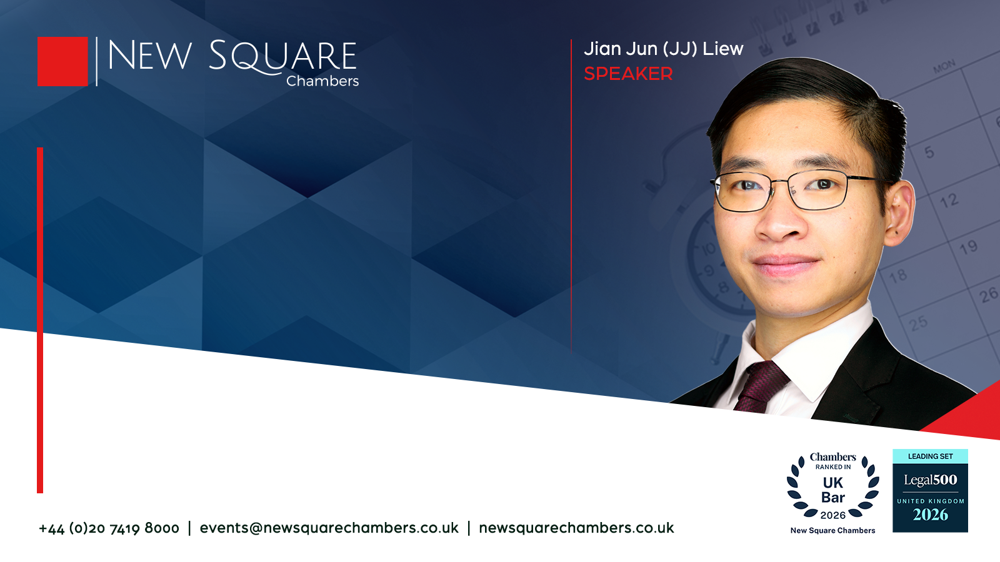 NEW SQUARE
Chambers
Jian Jun (JJ) Liew
SPEAKER
MON
5
12
19
18
26
25
10
9
8
Chambers
RANKED IN
UK
Bar
2026
New Square Chambers
LEADING SET
Legal500
UNITED KINGDOM
2026
+44 (0)20 7419 8000 | events@newsquarechambers.co.uk | newsquarechambers.co.uk